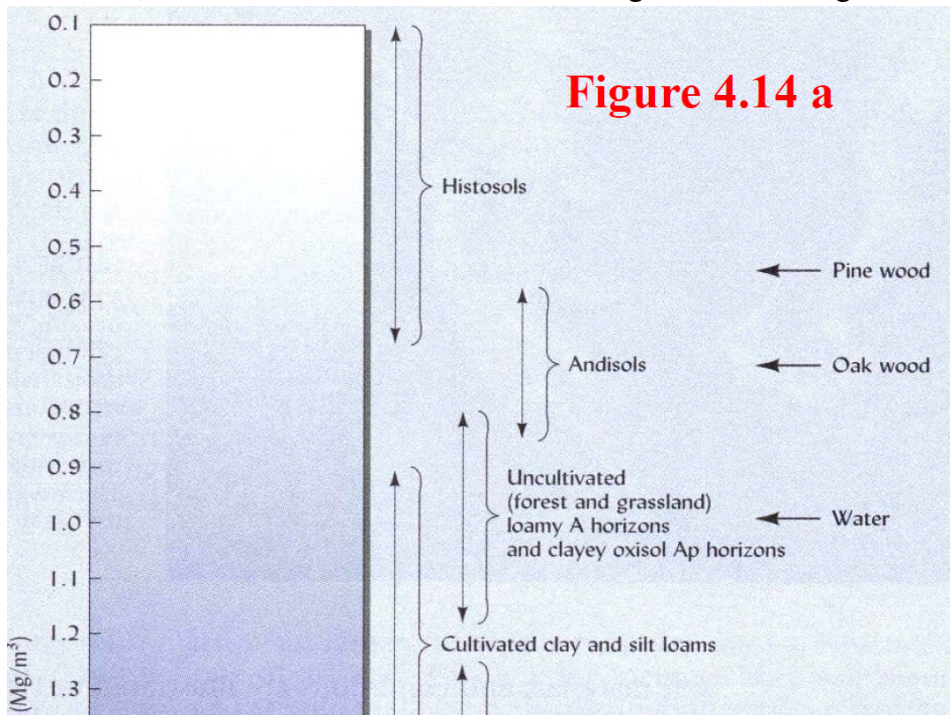 Figure 4.14 a
0.1
0.2
0.3
0.4
0.5
0.6
0.7
0.8
0.9
1.0
1.1
1.2
1.3
(Mg/m³)
Histosols
Andisols
Uncultivated
(forest and grassland)
loamy A horizons
and clayey oxisol Ap horizons
Cultivated clay and silt loams
Pine wood
Oak wood
Water